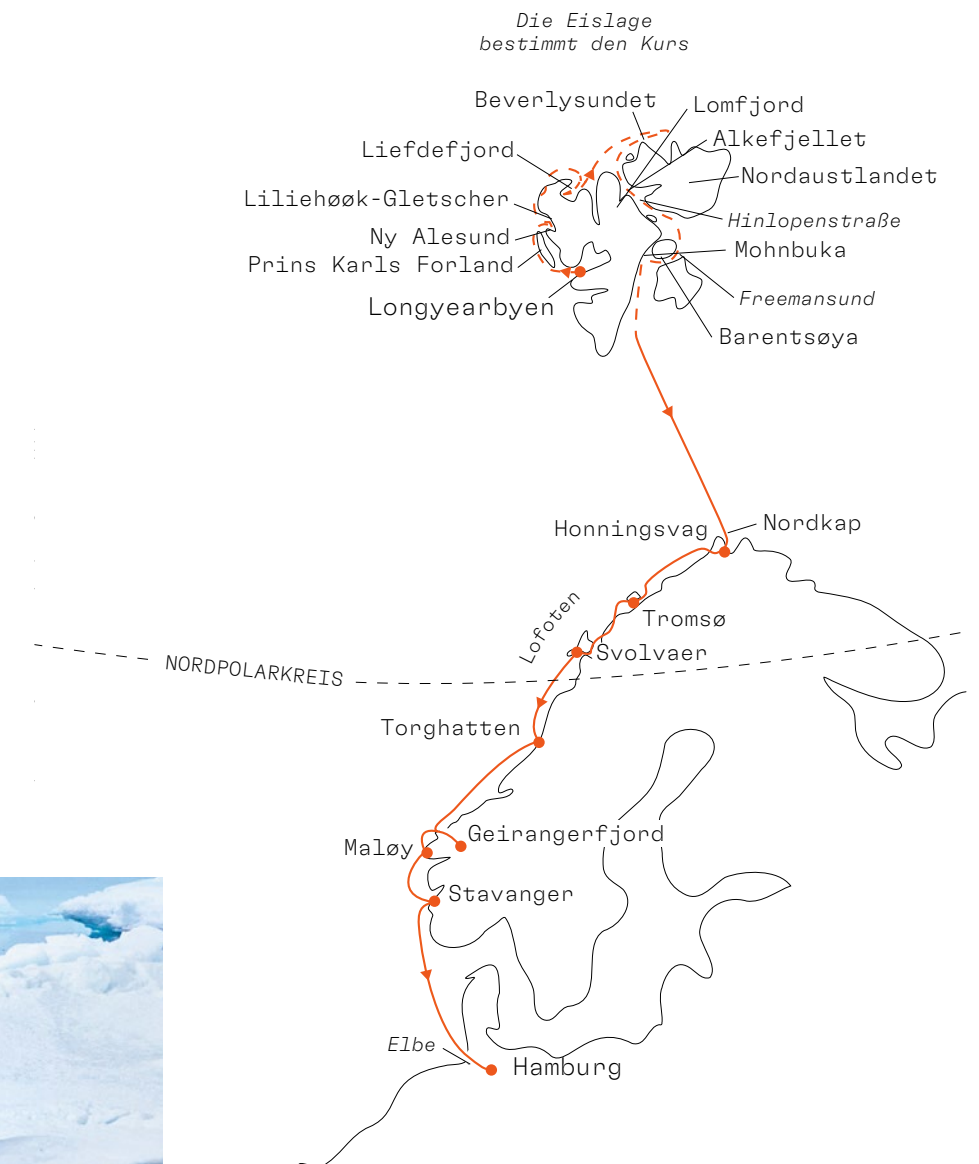 Die Eislage
bestimmt den Kurs
Beverlysundet
Lomfjord
Alkefjellet
Liefdefjord
Nordaustlandet
Liliehøøk-Gletscher
Hinlopenstraße
Ny Alesund
Mohnbuka
Prins Karls Forland
Freemansund
Longyearbyen
Barentsøya
Nordkap
Honningsvag
Tromsø
Lofoten
Svolvaer
NORDPOLARKREIS
Torghatten
Geirangerfjord
Maløy
Stavanger
Elbe
Hamburg